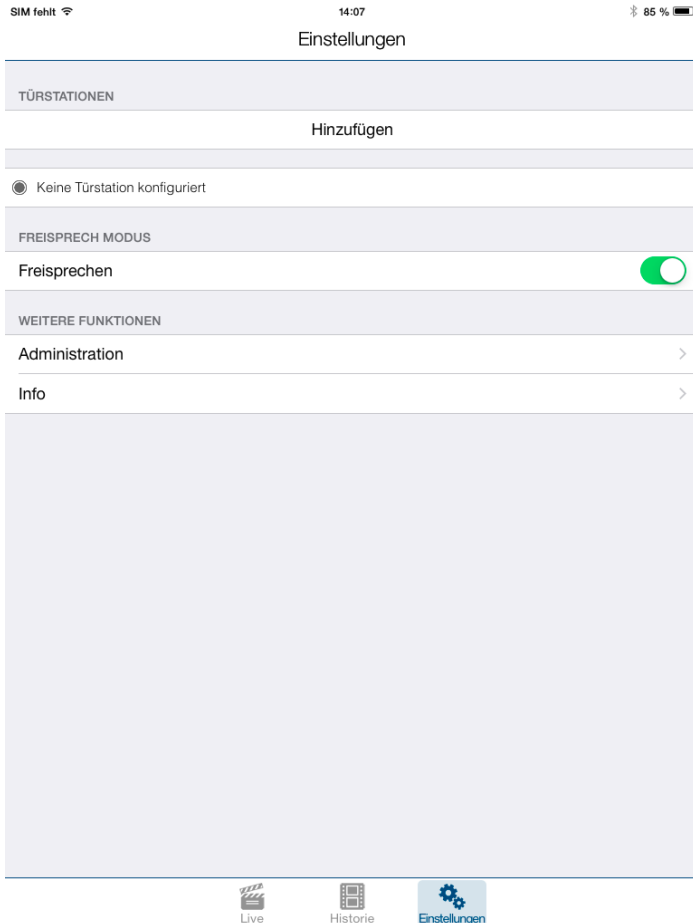 SIM fehlt 14:07 85 %
Einstellungen
TÜRSTATIONEN
Hinzufügen
Keine Türstation konfiguriert
FREISPRECH MODUS
Freisprechen
WEITERE FUNKTIONEN
Administration
Info
Live Historie Einstellungen